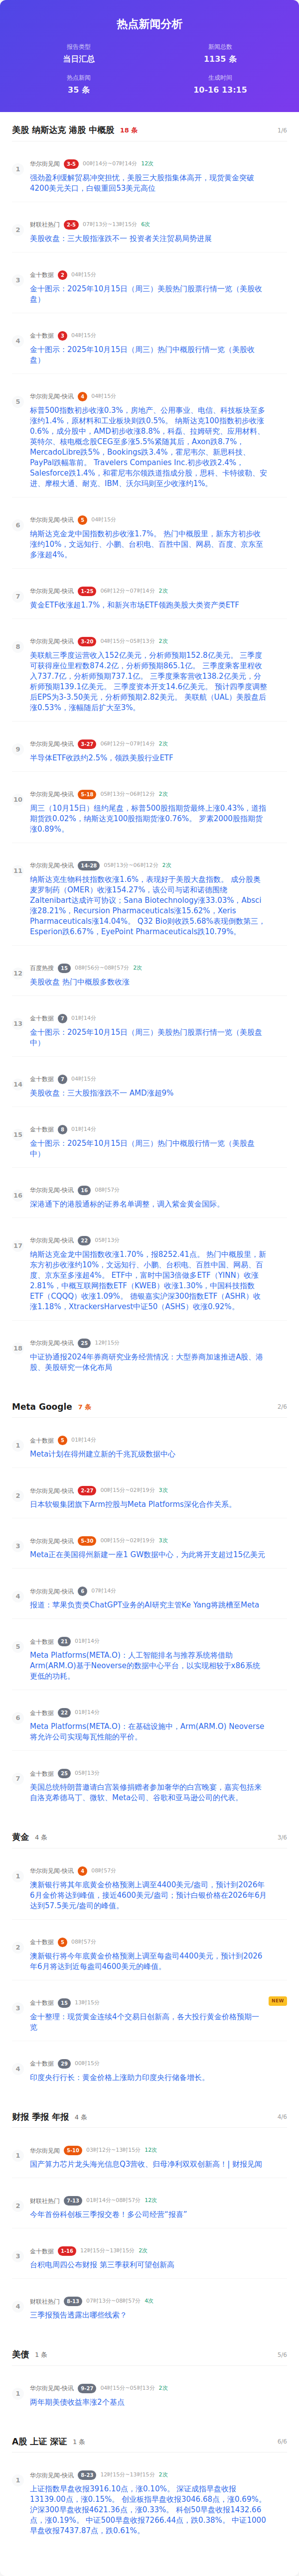 热点新闻分析
报告类型
当日汇总
新闻总数
1135 条
热点新闻
35 条
生成时间
10-16 13:15
美股 纳斯达克 港股 中概股 18 条 1/6
1
华尔街见闻 3-5 00时14分~07时14分 12次
强劲盈利缓解贸易冲突担忧，美股三大股指集体高开，现货黄金突破
4200美元关口，白银重回53美元高位
2
财联社热门 2-5 07时13分~13时15分 6次
美股收盘：三大股指涨跌不一 投资者关注贸易局势进展
3
金十数据 2 04时15分
金十图示：2025年10月15日（周三）美股热门股票行情一览（美股收
盘）
4
金十数据 3 04时15分
金十图示：2025年10月15日（周三）热门中概股行情一览（美股收
盘）
5
华尔街见闻-快讯 4 04时15分
标普500指数初步收涨0.3%，房地产、公用事业、电信、科技板块至多
涨约1.4%，原材料和工业板块则跌0.5%。 纳斯达克100指数初步收涨
0.6%，成分股中，AMD初步收涨8.8%，科磊、拉姆研究、应用材料、
英特尔、核电概念股CEG至多涨5.5%紧随其后，Axon跌8.7%，
MercadoLibre跌5%，Bookings跌3.4%，霍尼韦尔、新思科技、
PayPal跌幅靠前。 Travelers Companies Inc.初步收跌2.4%，
Salesforce跌1.4%，和霍尼韦尔领跌道指成分股，思科、卡特彼勒、安
进、摩根大通、耐克、IBM、沃尔玛则至少收涨约1%。
6
华尔街见闻-快讯 5 04时15分
纳斯达克金龙中国指数初步收涨1.7%。 热门中概股里，新东方初步收
涨约10%，文远知行、小鹏、台积电、百胜中国、网易、百度、京东至
多涨超4%。
7
华尔街见闻-快讯 1-25 06时12分~07时14分 2次
黄金ETF收涨超1.7%，和新兴市场ETF领跑美股大类资产类ETF
8
华尔街见闻-快讯 3-20 04时15分~05时13分 2次
美联航三季度运营收入152亿美元，分析师预期152.8亿美元。 三季度
可获得座位里程数874.2亿，分析师预期865.1亿。 三季度乘客里程收
入737.7亿，分析师预期737.1亿。 三季度乘客营收138.2亿美元，分
析师预期139.1亿美元。 三季度资本开支14.6亿美元。 预计四季度调整
后EPS为3-3.50美元，分析师预期2.82美元。 美联航（UAL）美股盘后
涨0.53%，涨幅随后扩大至3%。
9
华尔街见闻-快讯 3-27 06时12分~07时14分 2次
半导体ETF收跌约2.5%，领跌美股行业ETF
10
华尔街见闻-快讯 5-18 05时13分~06时12分 2次
周三（10月15日）纽约尾盘，标普500股指期货最终上涨0.43%，道指
期货跌0.02%，纳斯达克100股指期货涨0.76%。 罗素2000股指期货
涨0.89%。
11
华尔街见闻-快讯 14-28 05时13分~06时12分 2次
纳斯达克生物科技指数收涨1.6%，表现好于美股大盘指数。 成分股奥
麦罗制药（OMER）收涨154.27%，该公司与诺和诺德围绕
Zaltenibart达成许可协议；Sana Biotechnology涨33.03%，Absci
涨28.21%，Recursion Pharmaceuticals涨15.62%，Xeris
Pharmaceuticals涨14.04%。 Q32 Bio则收跌5.68%表现倒数第三，
Esperion跌6.67%，EyePoint Pharmaceuticals跌10.79%。
12
百度热搜 15 08时56分~08时57分 2次
美股收盘 热门中概股多数收涨
13
金十数据 7 01时14分
金十图示：2025年10月15日（周三）美股热门股票行情一览（美股盘
中）
14
金十数据 7 04时15分
美股收盘：三大股指涨跌不一 AMD涨超9%
15
金十数据 8 01时14分
金十图示：2025年10月15日（周三）热门中概股行情一览（美股盘
中）
16
华尔街见闻-快讯 16 08时57分
深港通下的港股通标的证券名单调整，调入紫金黄金国际。
17
华尔街见闻-快讯 22 05时13分
纳斯达克金龙中国指数收涨1.70%，报8252.41点。 热门中概股里，新
东方初步收涨约10%，文远知行、小鹏、台积电、百胜中国、网易、百
度、京东至多涨超4%。 ETF中，富时中国3倍做多ETF（YINN）收涨
2.81%，中概互联网指数ETF（KWEB）收涨1.30%，中国科技指数
ETF（CQQQ）收涨1.09%。 德银嘉实沪深300指数ETF（ASHR）收
涨1.18%，XtrackersHarvest中证50（ASHS）收涨0.92%。
18
华尔街见闻-快讯 25 12时15分
中证协通报2024年券商研究业务经营情况：大型券商加速推进A股、港
股、美股研究一体化布局
Meta Google 7 条 2/6
1
金十数据 5 01时14分
Meta计划在得州建立新的千兆瓦级数据中心
2
华尔街见闻-快讯 2-27 00时15分~02时19分 3次
日本软银集团旗下Arm控股与Meta Platforms深化合作关系。
3
华尔街见闻-快讯 5-30 00时15分~02时19分 3次
Meta正在美国得州新建一座1 GW数据中心，为此将开支超过15亿美元
4
华尔街见闻-快讯 6 07时14分
报道：苹果负责类ChatGPT业务的AI研究主管Ke Yang将跳槽至Meta
5
金十数据 21 01时14分
Meta Platforms(META.O)：人工智能排名与推荐系统将借助
Arm(ARM.O)基于Neoverse的数据中心平台，以实现相较于x86系统
更低的功耗。
6
金十数据 22 01时14分
Meta Platforms(META.O)：在基础设施中，Arm(ARM.O) Neoverse
将允许公司实现每瓦性能的平价。
7
金十数据 25 05时13分
美国总统特朗普邀请白宫装修捐赠者参加奢华的白宫晚宴，嘉宾包括来
自洛克希德马丁、微软、Meta公司、谷歌和亚马逊公司的代表。
黄金 4 条 3/6
1
华尔街见闻-快讯 4 08时57分
澳新银行将其年底黄金价格预测上调至4400美元/盎司，预计到2026年
6月金价将达到峰值，接近4600美元/盎司；预计白银价格在2026年6月
达到57.5美元/盎司的峰值。
2
金十数据 5 08时57分
澳新银行将今年底黄金价格预测上调至每盎司4400美元，预计到2026
年6月将达到近每盎司4600美元的峰值。
3
金十数据 15 13时15分 NEW
金十整理：现货黄金连续4个交易日创新高，各大投行黄金价格预期一
览
4
金十数据 29 00时15分
印度央行行长：黄金价格上涨助力印度央行储备增长。
财报 季报 年报 4 条 4/6
1
华尔街见闻 5-10 03时12分~13时15分 12次
国产算力芯片龙头海光信息Q3营收、归母净利双双创新高！| 财报见闻
2
财联社热门 7-13 01时14分~08时57分 12次
今年首份科创板三季报交卷！多公司经营“报喜”
3
金十数据 1-16 12时15分~13时15分 2次
台积电周四公布财报 第三季获利可望创新高
4
财联社热门 8-13 07时13分~08时57分 4次
三季报预告透露出哪些线索？
美债 1 条 5/6
1
华尔街见闻-快讯 9-27 04时15分~05时13分 2次
两年期美债收益率涨2个基点
A股 上证 深证 1 条 6/6
1
华尔街见闻-快讯 8-23 12时15分~13时15分 2次
上证指数早盘收报3916.10点，涨0.10%。 深证成指早盘收报
13139.00点，涨0.15%。 创业板指早盘收报3046.68点，涨0.69%。
沪深300早盘收报4621.36点，涨0.33%。 科创50早盘收报1432.66
点，涨0.19%。 中证500早盘收报7266.44点，跌0.38%。 中证1000
早盘收报7437.87点，跌0.61%。